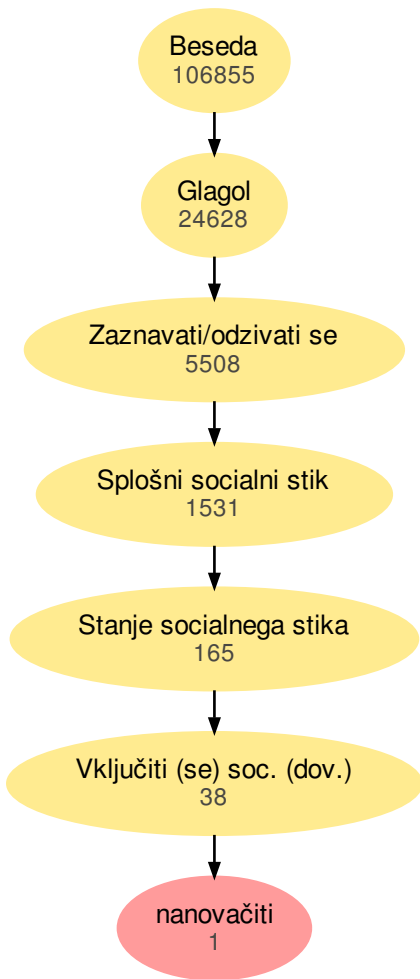 Beseda
106855
Glagol
24628
Zaznavati/odzivati se
5508
Splošni socialni stik
1531
Stanje socialnega stika
165
Vključiti (se) soc. (dov.)
38
nanovačiti
1